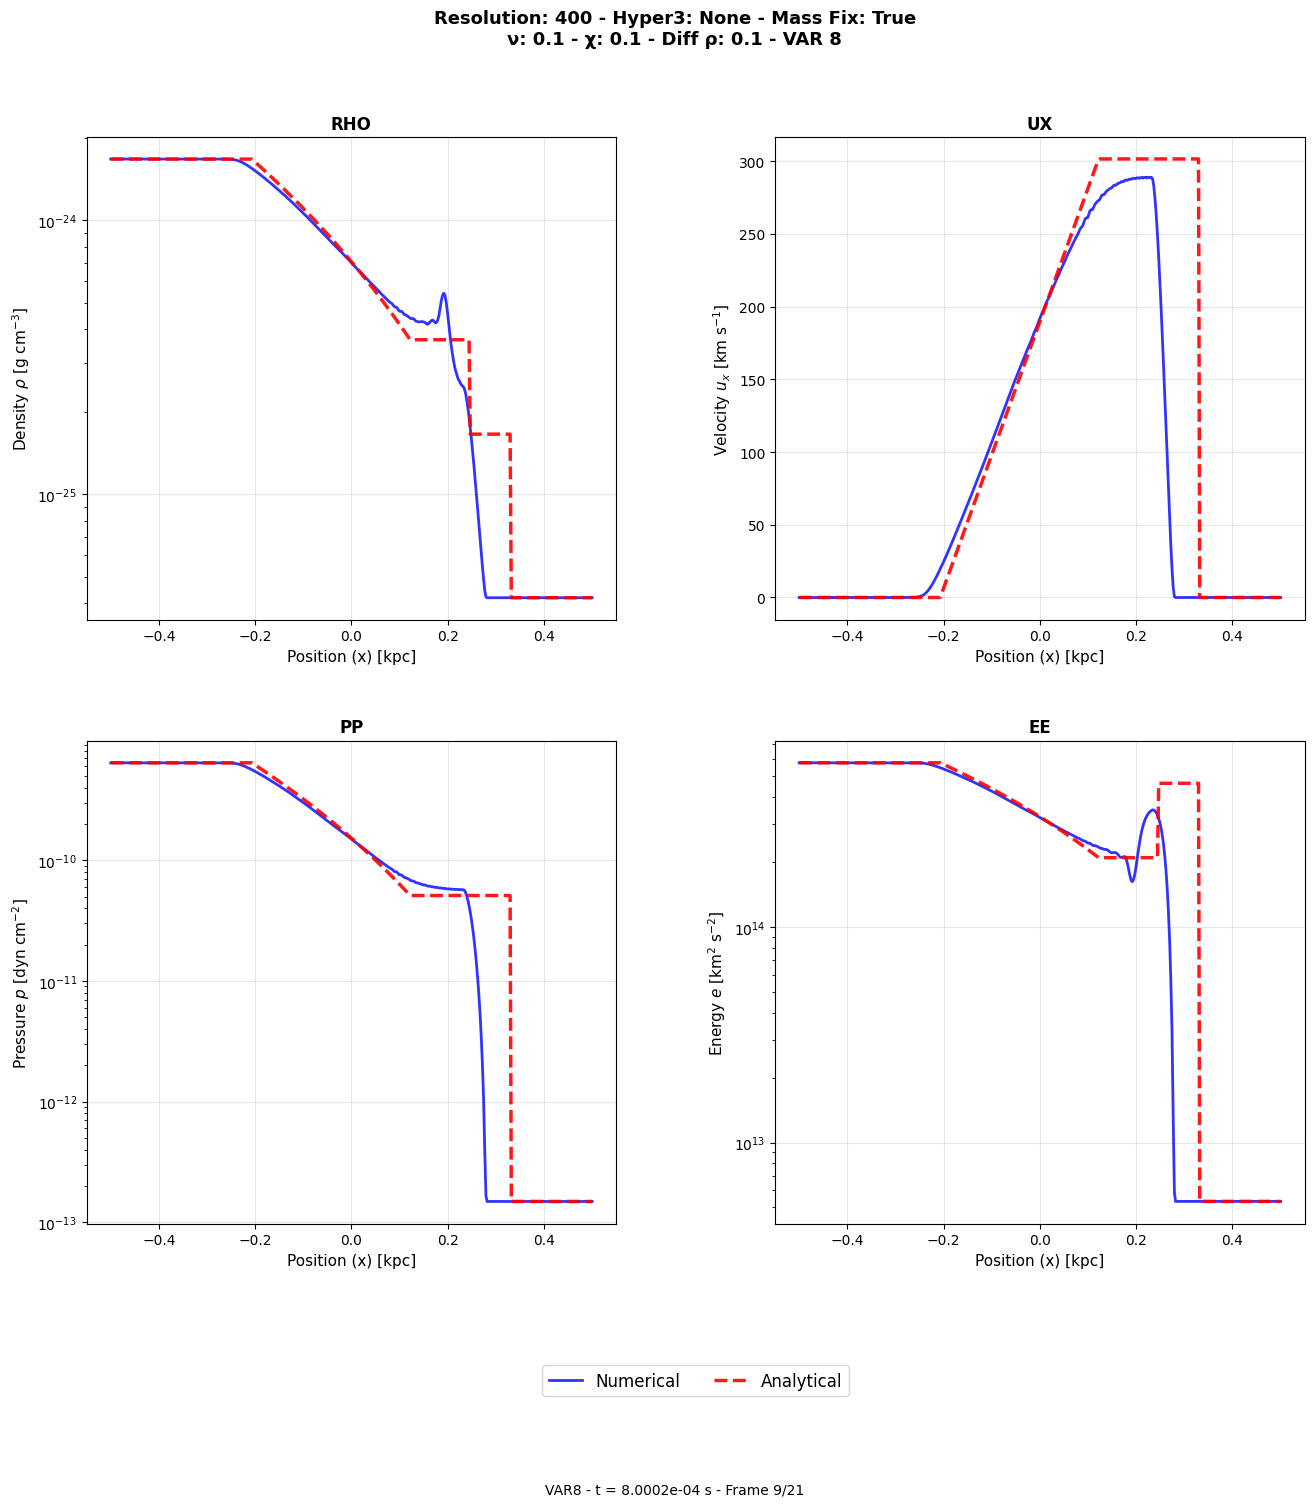 Resolution: 400 - Hyper3: None - Mass Fix: True
ν: 0.1 - χ: 0.1 - Diff ρ: 0.1 - VAR 8
RHO
Density ρ [g cm⁻³]
10⁻²⁴
10⁻²⁵
−0.4 −0.2 0.0 0.2 0.4
Position (x) [kpc]
UX
Velocity uₓ [km s⁻¹]
300
250
200
150
100
50
0
−0.4 −0.2 0.0 0.2 0.4
Position (x) [kpc]
PP
Pressure p [dyn cm⁻²]
10⁻¹⁰
10⁻¹¹
10⁻¹²
10⁻¹³
−0.4 −0.2 0.0 0.2 0.4
Position (x) [kpc]
EE
Energy e [km² s⁻²]
10¹⁴
10¹³
−0.4 −0.2 0.0 0.2 0.4
Position (x) [kpc]
Numerical Analytical
VAR8 - t = 8.0002e-04 s - Frame 9/21